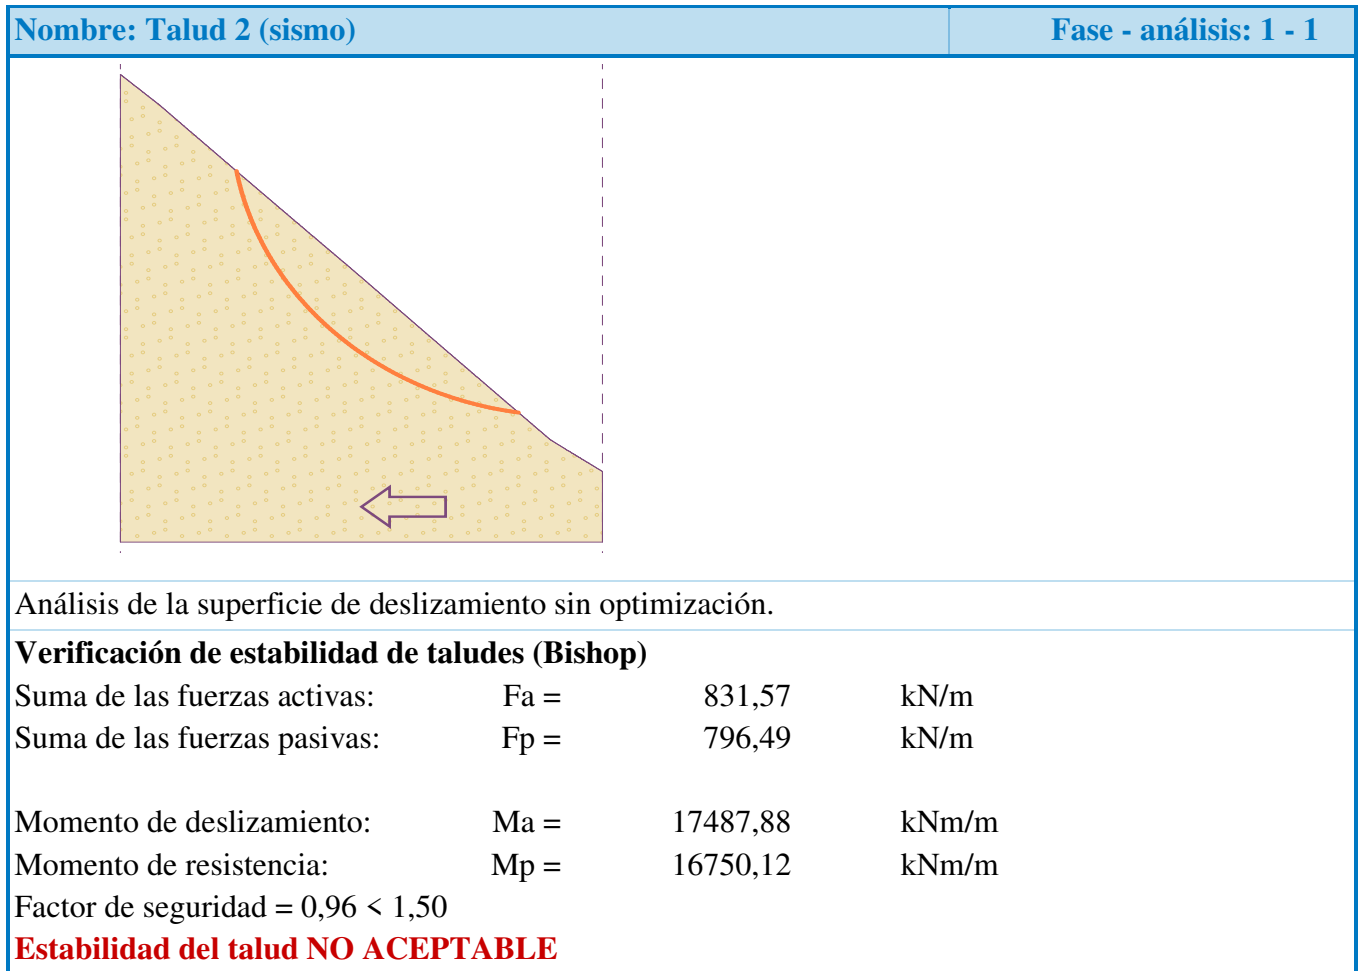 Nombre: Talud 2 (sismo) Fase - análisis: 1 - 1
Análisis de la superficie de deslizamiento sin optimización.
Verificación de estabilidad de taludes (Bishop)
Suma de las fuerzas activas: Fa = 831,57 kN/m
Suma de las fuerzas pasivas: Fp = 796,49 kN/m
Momento de deslizamiento: Ma = 17487,88 kNm/m
Momento de resistencia: Mp = 16750,12 kNm/m
Factor de seguridad = 0,96 < 1,50
Estabilidad del talud NO ACEPTABLE